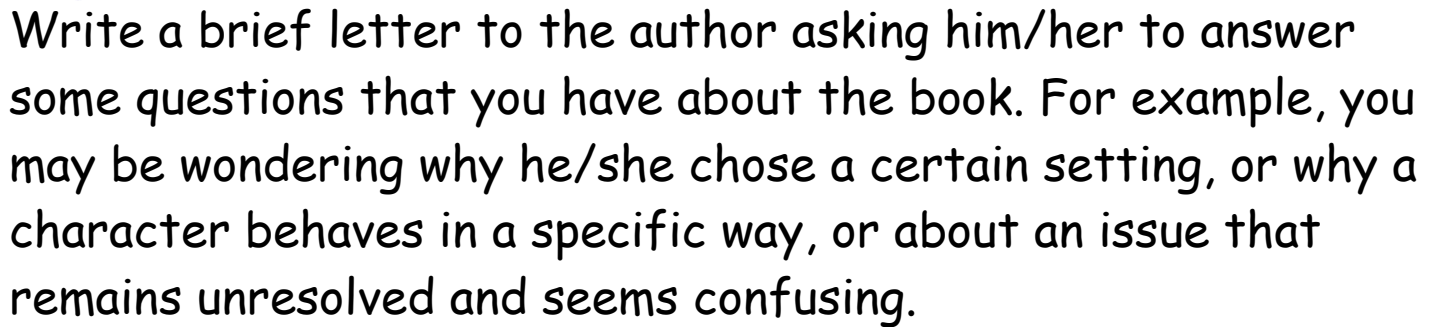 Write a brief letter to the author asking him/her to answer
some questions that you have about the book. For example, you
may be wondering why he/she chose a certain setting, or why a
character behaves in a specific way, or about an issue that
remains unresolved and seems confusing.